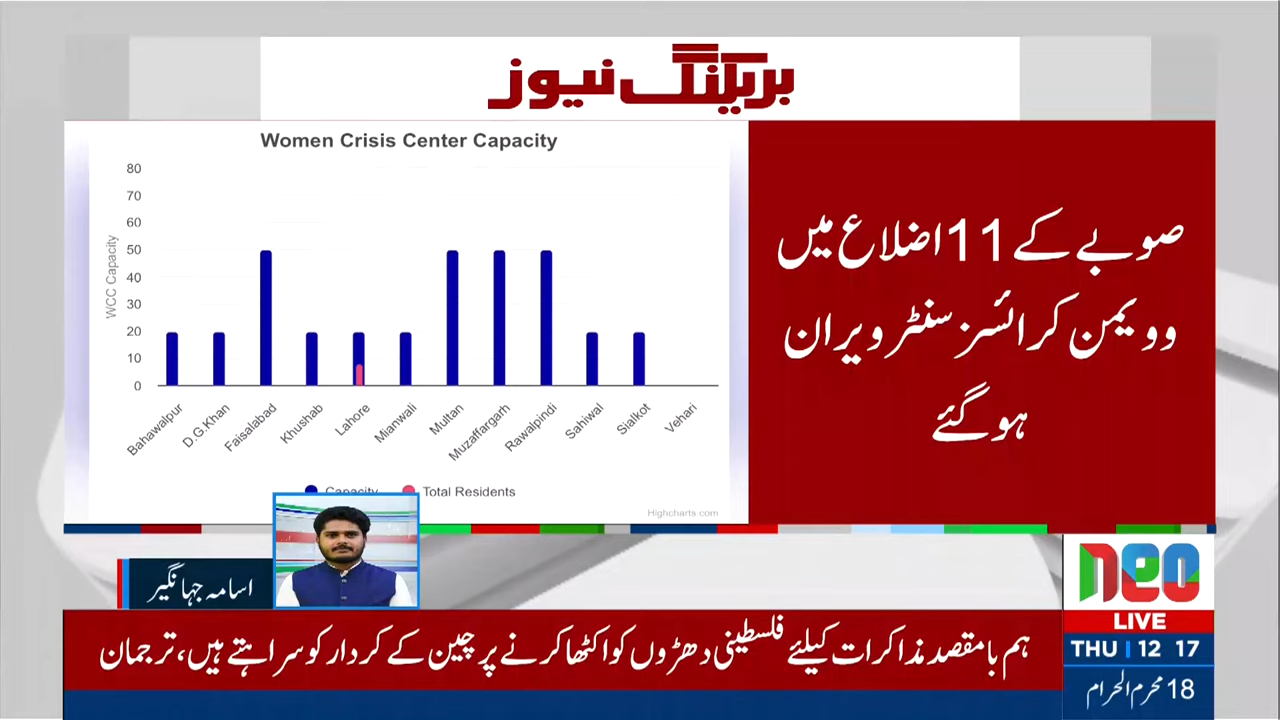 بریکنگ نیوز
Women Crisis Center Capacity
80
70
60
50
40
30
20
10
0
WCC Capacity
Bahawalpur
D.G.Khan
Faisalabad
Khushab
Lahore
Mianwali
Multan
Muzaffargarh
Rawalpindi
Sahiwal
Sialkot
Vehari
Capacity
Total Residents
Highcharts.com
صوبے کے 11 اضلاع میں
وویمن کرائسز سنٹر ویران
ہوگئے
اسامہ جہانگیر
neo
LIVE
THU 12 17
18 محرم الحرام
ہم بامقصد مذاکرات کیلئے فلسطینی دھڑوں کو اکٹھا کرنے پر چین کے کردار کو سراہتے ہیں، ترجمان